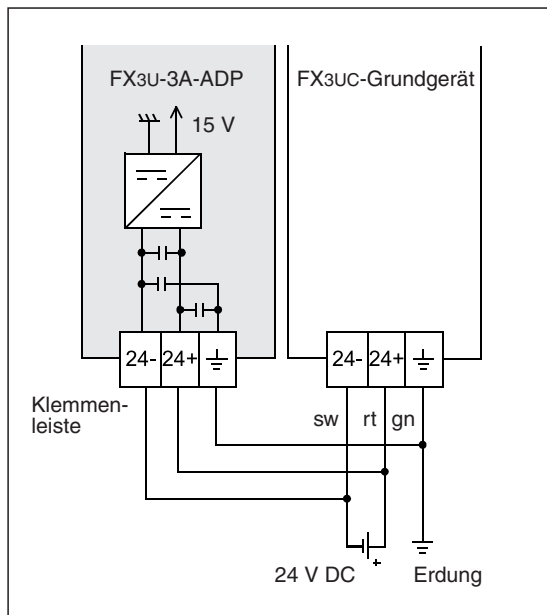 FX3U-3A-ADP
FX3UC-Grundgerät
15 V
24- 24+
24- 24+
Klemmen-
leiste
sw rt gn
24 V DC
+
Erdung